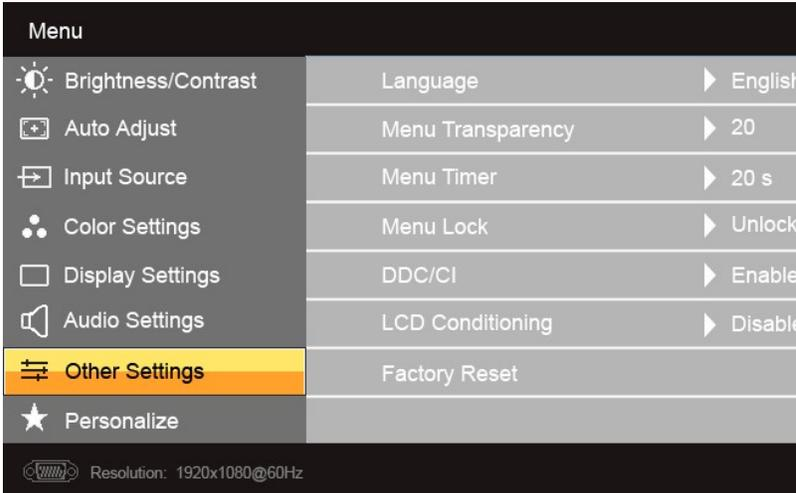 Menu
Brightness/Contrast
Auto Adjust
Input Source
Color Settings
Display Settings
Audio Settings
Other Settings
Personalize
Language English
Menu Transparency 20
Menu Timer 20 s
Menu Lock Unlock
DDC/CI Enable
LCD Conditioning Disable
Factory Reset
Resolution: 1920x1080@60Hz